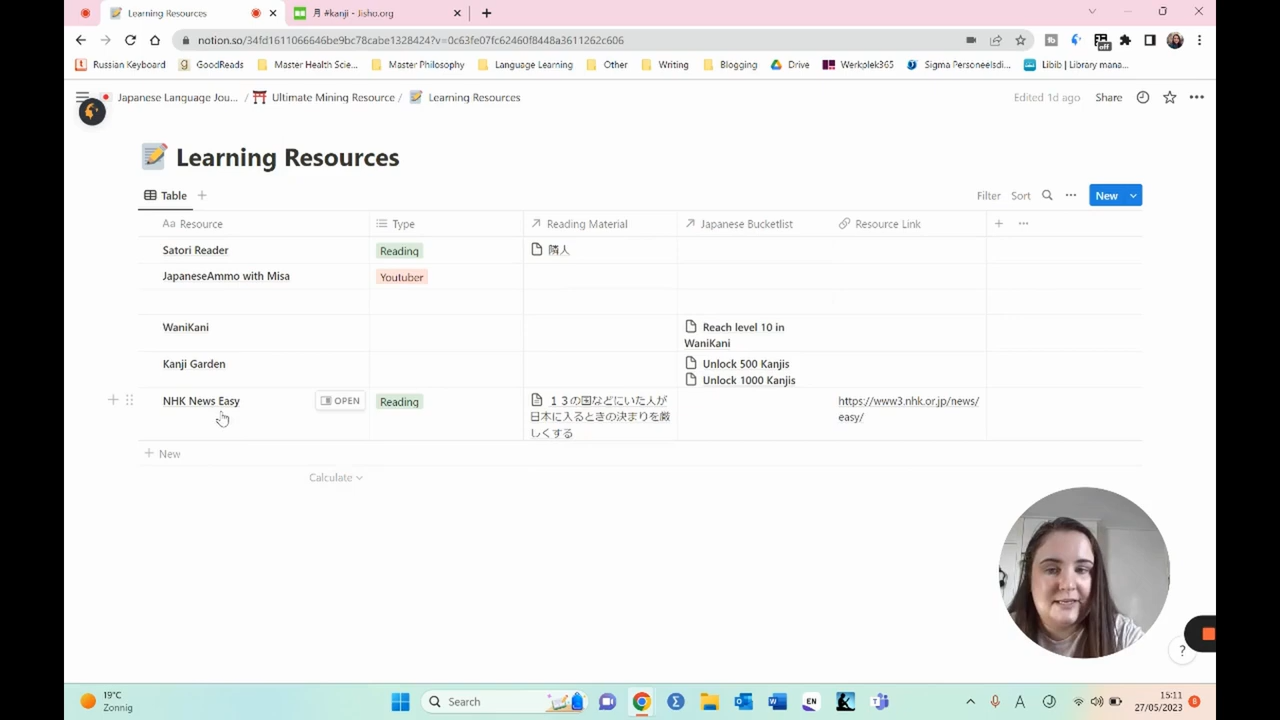 Learning Resources
月 #kanji - Jisho.org
notion.so/34fd1611066646be9bc78cabe1328424?v=0c63fe07fc62460f8448a3611262c606
off
Russian Keyboard
GoodReads
Master Health Scie...
Master Philosophy
Language Learning
Other
Writing
Blogging
Drive
Werkplek365
Sigma Personeelsdi...
Libib | Library mana...
Japanese Language Jou... / Ultimate Mining Resource / Learning Resources
Edited 1d ago
Share
Learning Resources
Table
Filter
Sort
New
Aa Resource
Type
Reading Material
Japanese Bucketlist
Resource Link
Satori Reader
Reading
隣人
JapaneseAmmo with Misa
Youtuber
WaniKani
Reach level 10 in
WaniKani
Kanji Garden
Unlock 500 Kanjis
Unlock 1000 Kanjis
NHK News Easy
OPEN
Reading
１３の国などにいた人が
日本に入るときの決まりを厳
しくする
https://www3.nhk.or.jp/news/
easy/
New
Calculate
?
19°C
Zonnig
Search
EN
15:11
27/05/2023
8